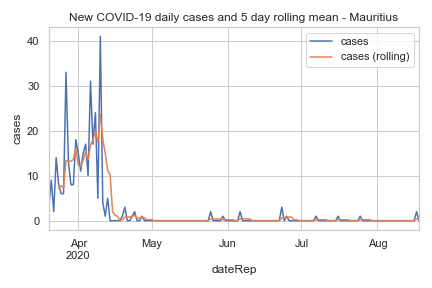 New COVID-19 daily cases and 5 day rolling mean - Mauritius
cases
cases (rolling)
40
30
20
10
0
cases
Apr
2020
May
Jun
Jul
Aug
dateRep